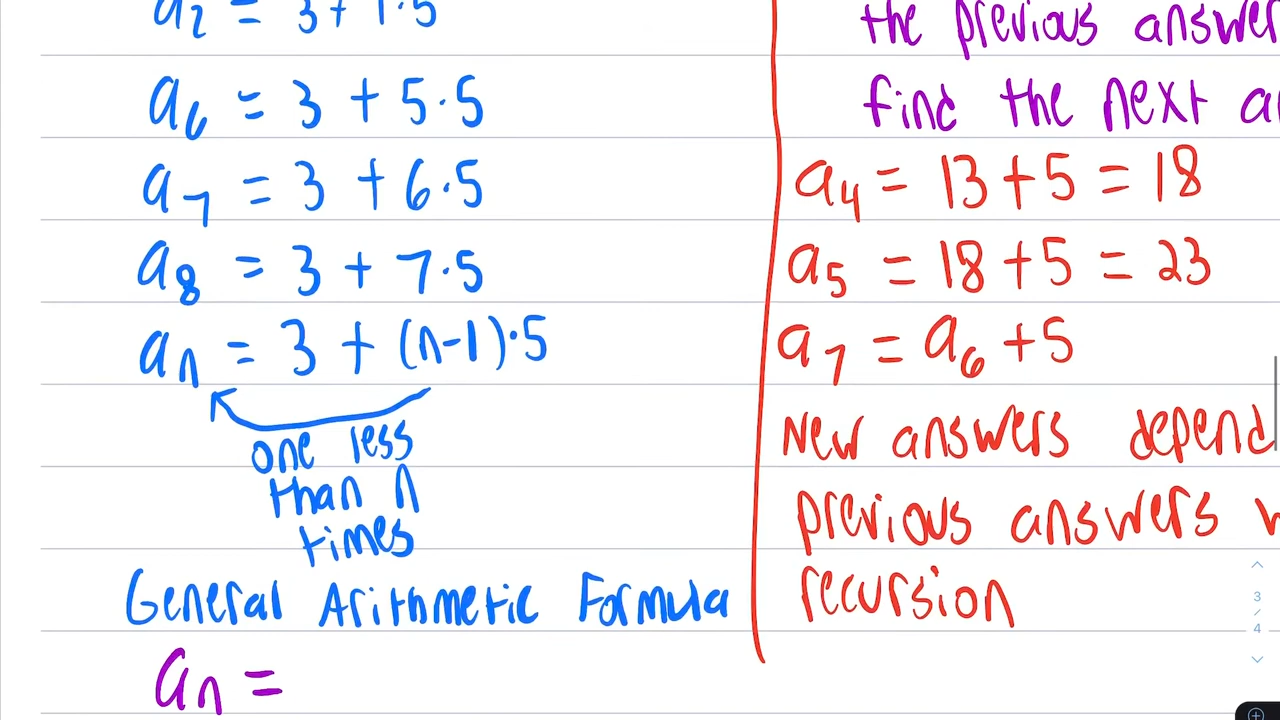 a₂ = 3 + 1·5
a₆ = 3 + 5·5
a₇ = 3 + 6·5
a₈ = 3 + 7·5
aₙ = 3 + (n-1)·5
one less
than n
times
General Arithmetic Formula
aₙ =
the previous answer
find the next
a₄ = 13 + 5 = 18
a₅ = 18 + 5 = 23
a₇ = a₆ + 5
New answers depend
previous answers
recursion
3
/
4